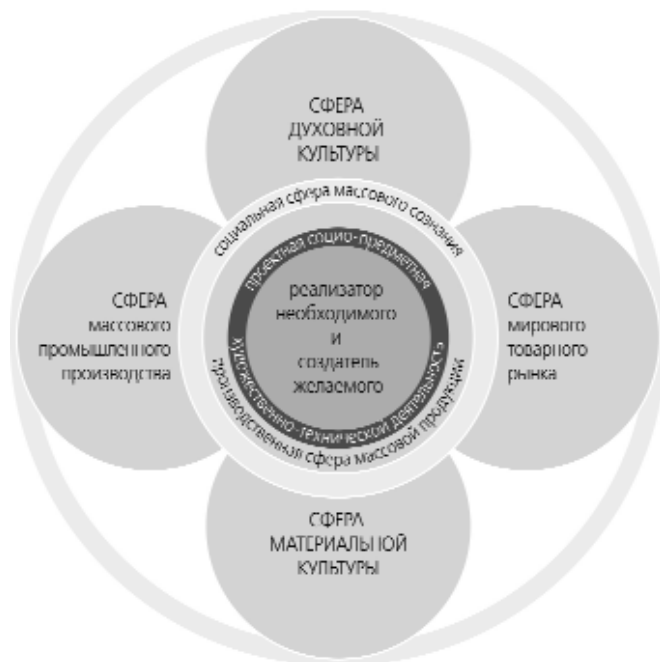 СФЕРА
ДУХОВНОЙ
КУЛЬТУРЫ
социальная сфера массового сознания
проектная социо-предметная
СФЕРА
массового
промышленного
производства
реализатор
необходимого
и
создатель
желаемого
СФЕРА
мирового
товарного
рынка
художественно-технической деятельность
производственная сфера массовой продукции
СФЕРА
МАТЕРИАЛЬНОЙ
КУЛЬТУРЫ